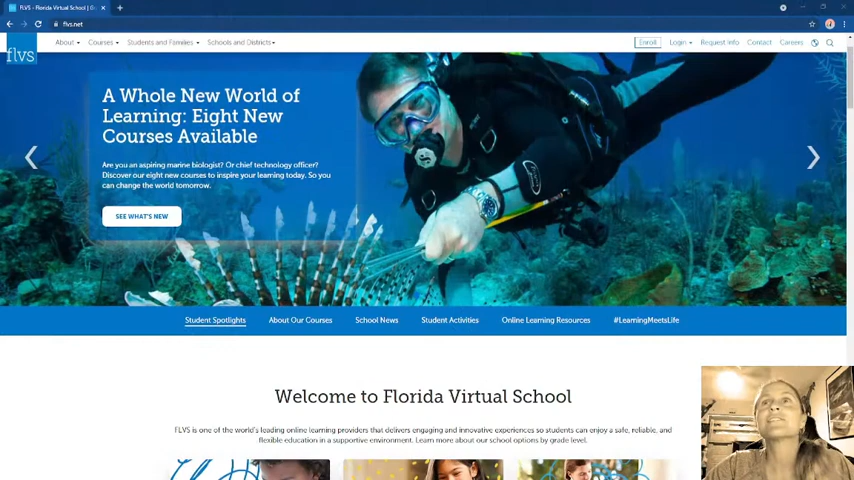 FLVS - Florida Virtual School | G
flvs.net
flvs
About
Courses
Students and Families
Schools and Districts
Enroll
Login
Request Info
Contact
Careers
A Whole New World of
Learning: Eight New
Courses Available
Are you an aspiring marine biologist? Or chief technology officer?
Discover our eight new courses to inspire your learning today. So you
can change the world tomorrow.
SEE WHAT'S NEW
Student Spotlights
About Our Courses
School News
Student Activities
Online Learning Resources
#LearningMeetsLife
Welcome to Florida Virtual School
FLVS is one of the world's leading online learning providers that delivers engaging and innovative experiences so students can enjoy a safe, reliable, and
flexible education in a supportive environment. Learn more about our school options by grade level.